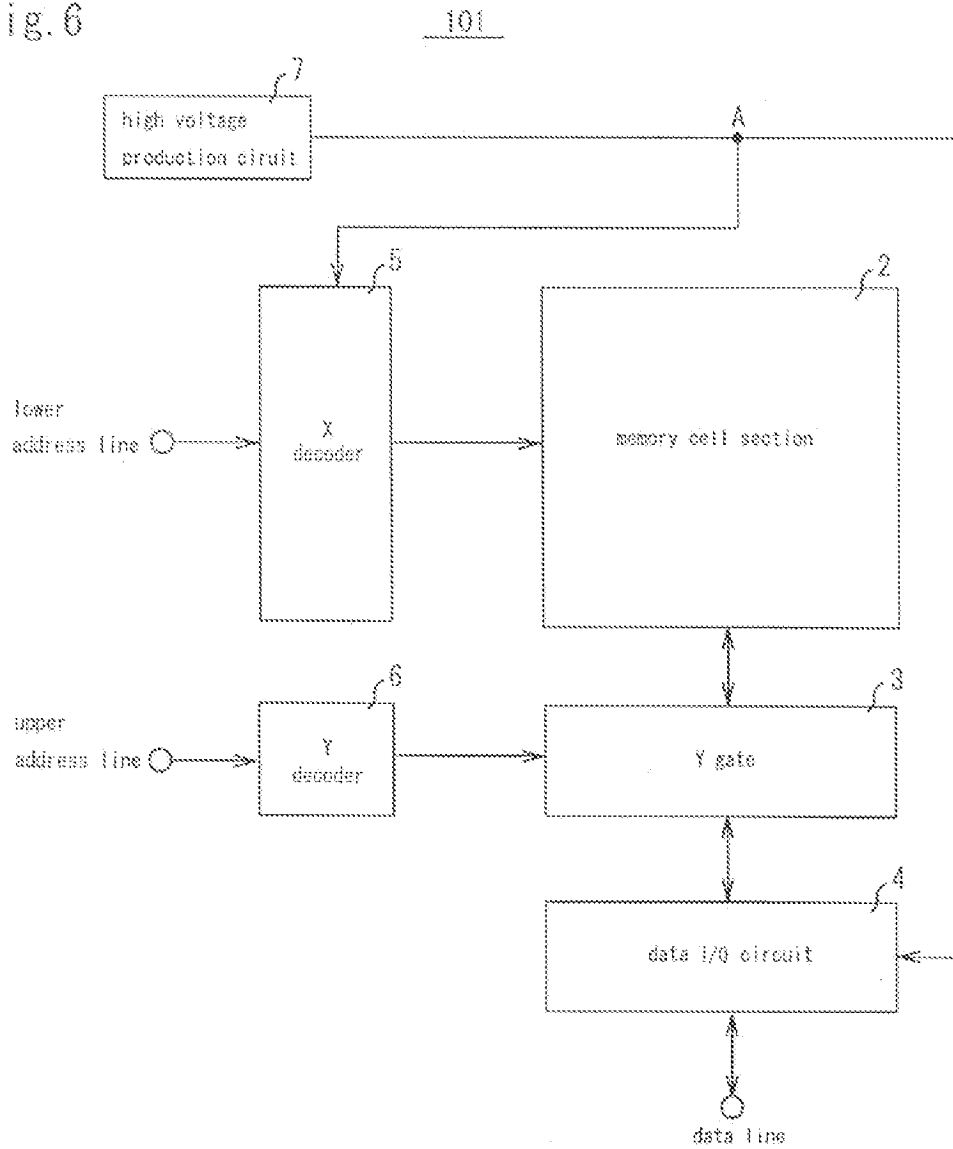 ig. 6
101
7
high voltage
production ciruit
A
5
2
lower
address line
X
decoder
memory cell section
6
3
upper
address line
Y
decoder
Y gate
4
data I/O circuit
data line